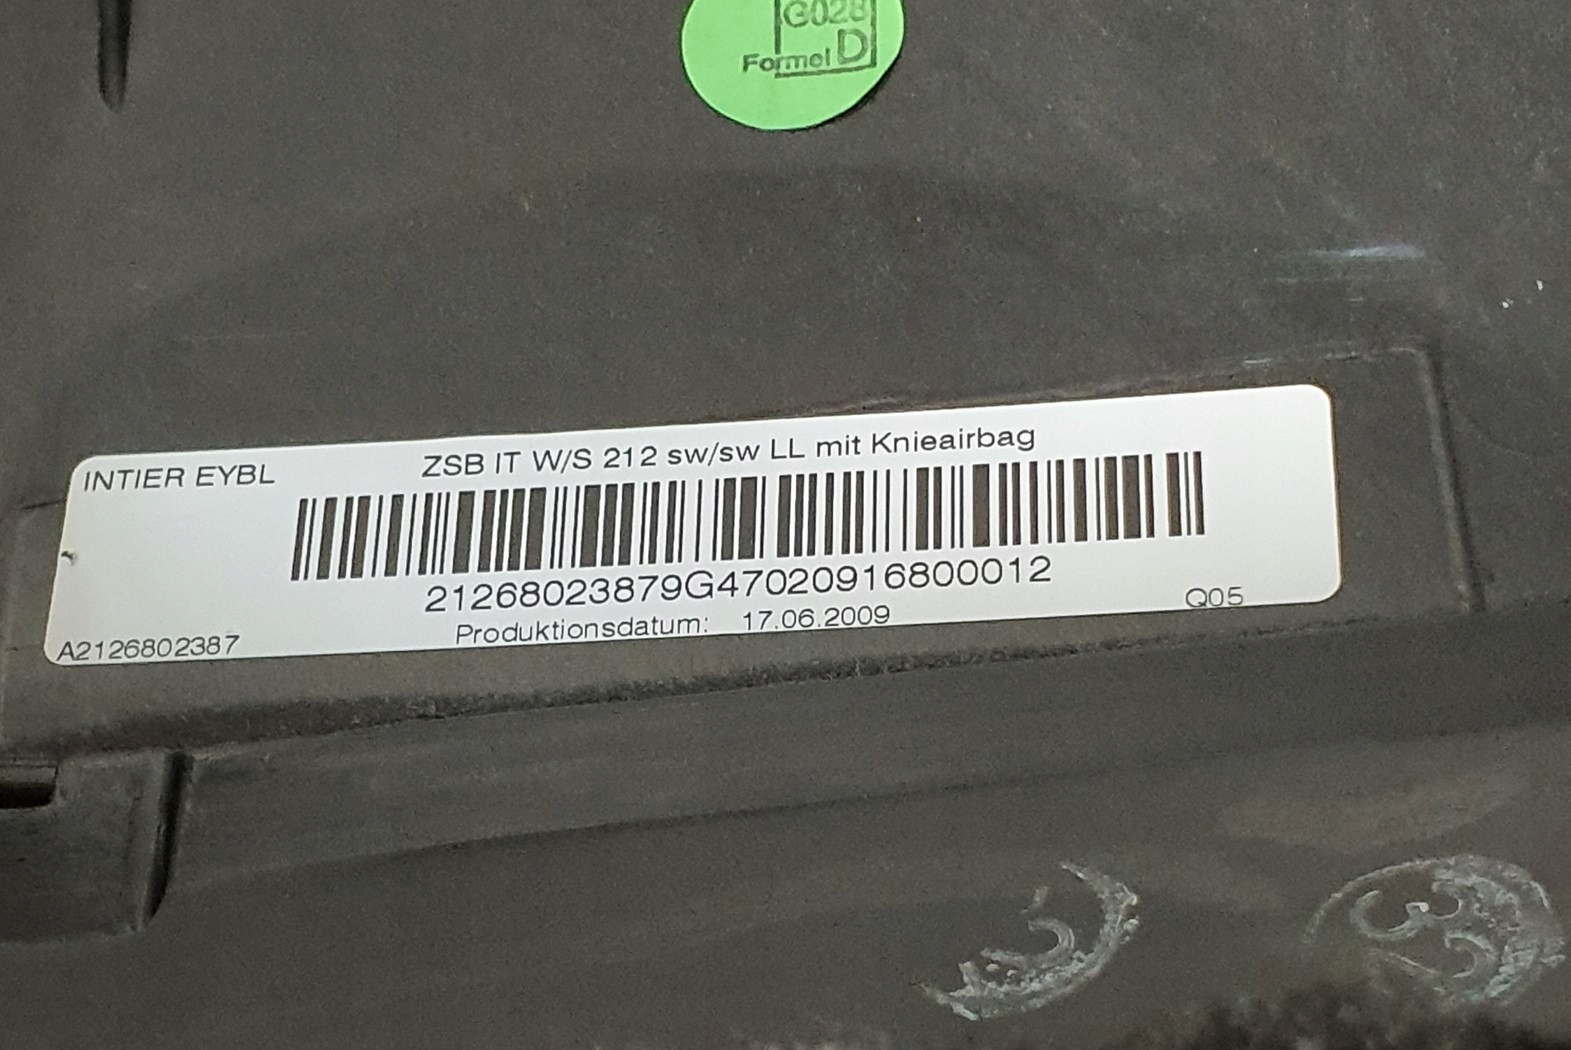 G028
Formel D
INTIER EYBL
ZSB IT W/S 212 sw/sw LL mit Knieairbag
21268023879G47020916800012
Produktionsdatum: 17.06.2009
Q05
A2126802387